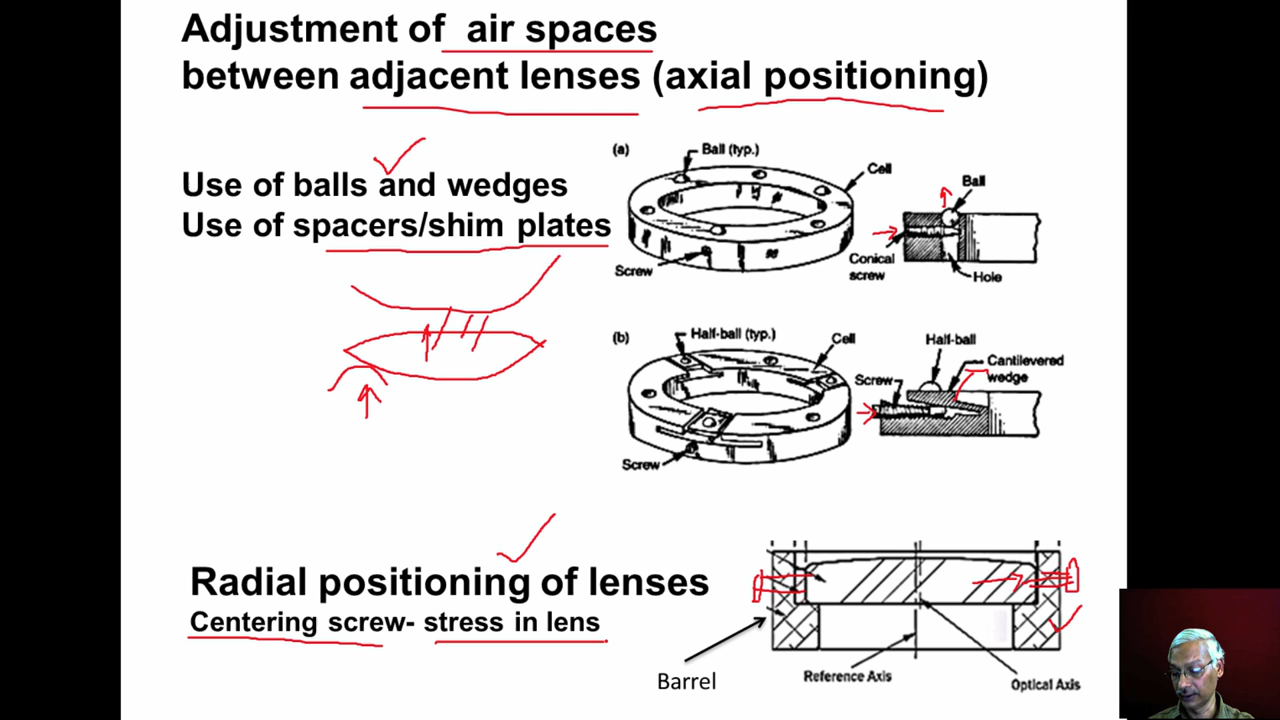 Adjustment of air spaces
between adjacent lenses (axial positioning)
Use of balls and wedges
Use of spacers/shim plates
(a)
Ball (typ.)
Cell
Screw
Ball
Conical
screw
Hole
(b)
Half-ball (typ.)
Cell
Screw
Half-ball
Cantilevered
wedge
Screw
Radial positioning of lenses
Centering screw- stress in lens
Barrel
Reference Axis
Optical Axis